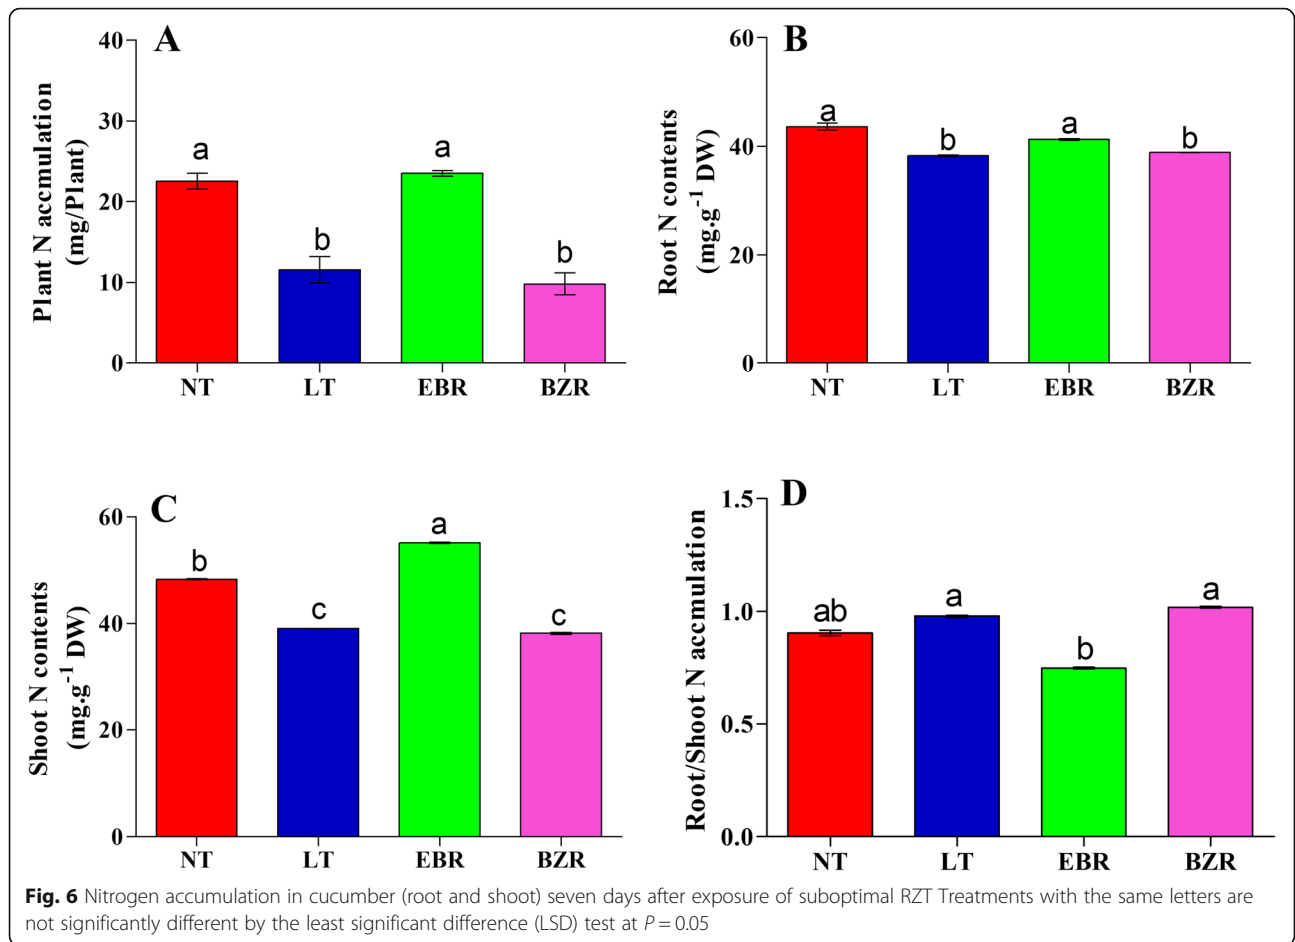 A
Plant N accmulation
(mg/Plant)
40
30
20
10
0
a
b
a
b
NT LT EBR BZR
B
Root N contents
(mg.g-1 DW)
60
40
20
0
a
b
a
b
NT LT EBR BZR
C
Shoot N contents
(mg.g-1 DW)
60
40
20
0
b
c
a
c
NT LT EBR BZR
D
Root/Shoot N accmulation
1.5
1.0
0.5
0.0
ab
a
b
a
NT LT EBR BZR
Fig. 6 Nitrogen accumulation in cucumber (root and shoot) seven days after exposure of suboptimal RZT Treatments with the same letters are
not significantly different by the least significant difference (LSD) test at P = 0.05